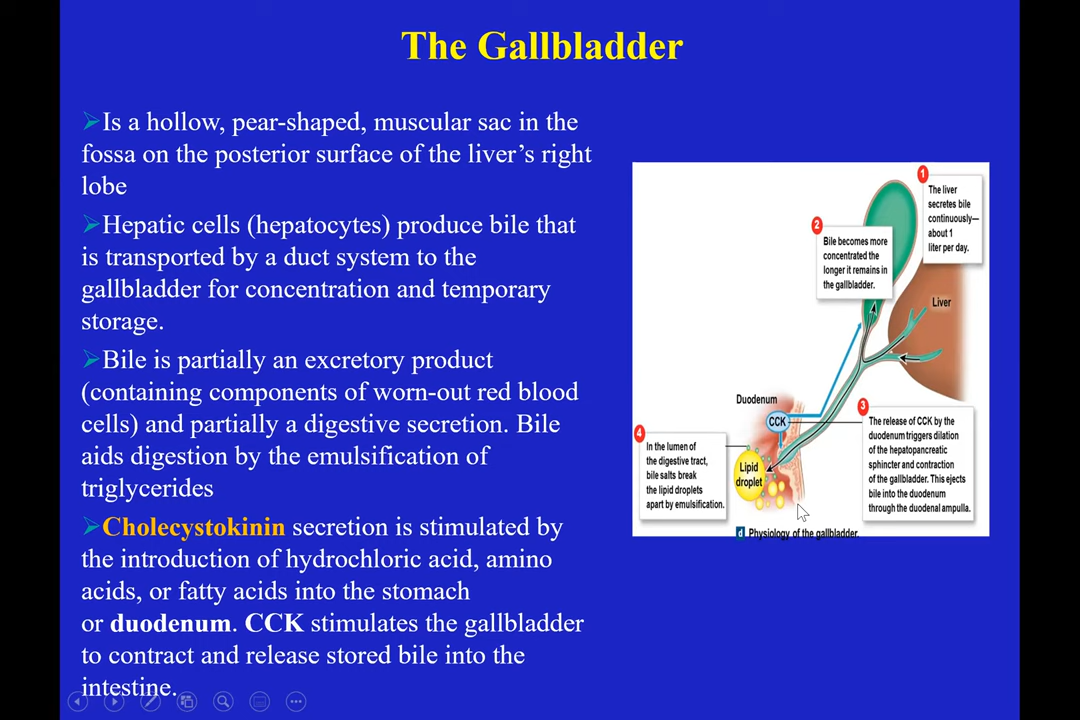 The Gallbladder
➢Is a hollow, pear-shaped, muscular sac in the
fossa on the posterior surface of the liver’s right
lobe
➢Hepatic cells (hepatocytes) produce bile that
is transported by a duct system to the
gallbladder for concentration and temporary
storage.
➢Bile is partially an excretory product
(containing components of worn-out red blood
cells) and partially a digestive secretion. Bile
aids digestion by the emulsification of
triglycerides
➢Cholecystokinin secretion is stimulated by
the introduction of hydrochloric acid, amino
acids, or fatty acids into the stomach
or duodenum. CCK stimulates the gallbladder
to contract and release stored bile into the
intestine.
1
The liver
secretes bile
continuously—
about 1
liter per day.
2
Bile becomes more
concentrated the
longer it remains in
the gallbladder.
Liver
Duodenum
CCK
3
The release of CCK by the
duodenum triggers dilation
of the hepatopancreatic
sphincter and contraction
of the gallbladder. This ejects
bile into the duodenum
through the duodenal ampulla.
4
In the lumen of
the digestive tract,
bile salts break
the lipid droplets
apart by emulsification.
Lipid
droplet
d Physiology of the gallbladder.